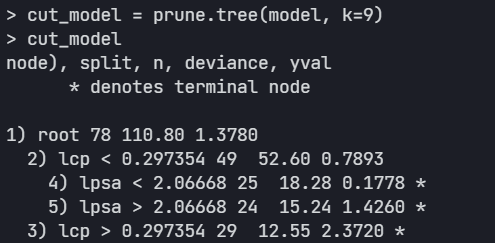 > cut_model = prune.tree(model, k=9)
> cut_model
node), split, n, deviance, yval
      * denotes terminal node

1) root 78 110.80 1.3780
  2) lcp < 0.297354 49  52.60 0.7893
    4) lpsa < 2.06668 25  18.28 0.1778 *
    5) lpsa > 2.06668 24  15.24 1.4260 *
  3) lcp > 0.297354 29  12.55 2.3720 *